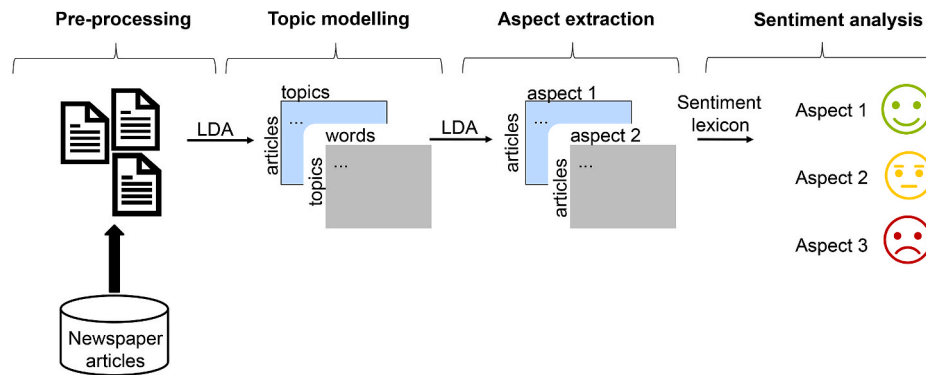 Pre-processing
Topic modelling
Aspect extraction
Sentiment analysis
LDA
topics
articles
...
words
topics
...
LDA
aspect 1
articles
...
aspect 2
articles
...
Sentiment
lexicon
Aspect 1
Aspect 2
Aspect 3
Newspaper
articles